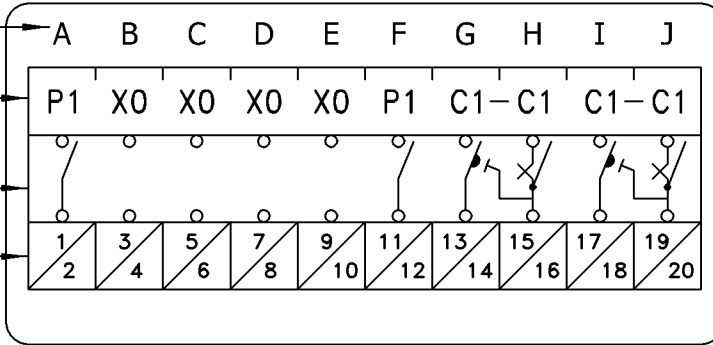 A B C D E F G H I J
P1 X0 X0 X0 X0 P1 C1-C1 C1-C1
1 3 5 7 9 11 13 15 17 19
2 4 6 8 10 12 14 16 18 20